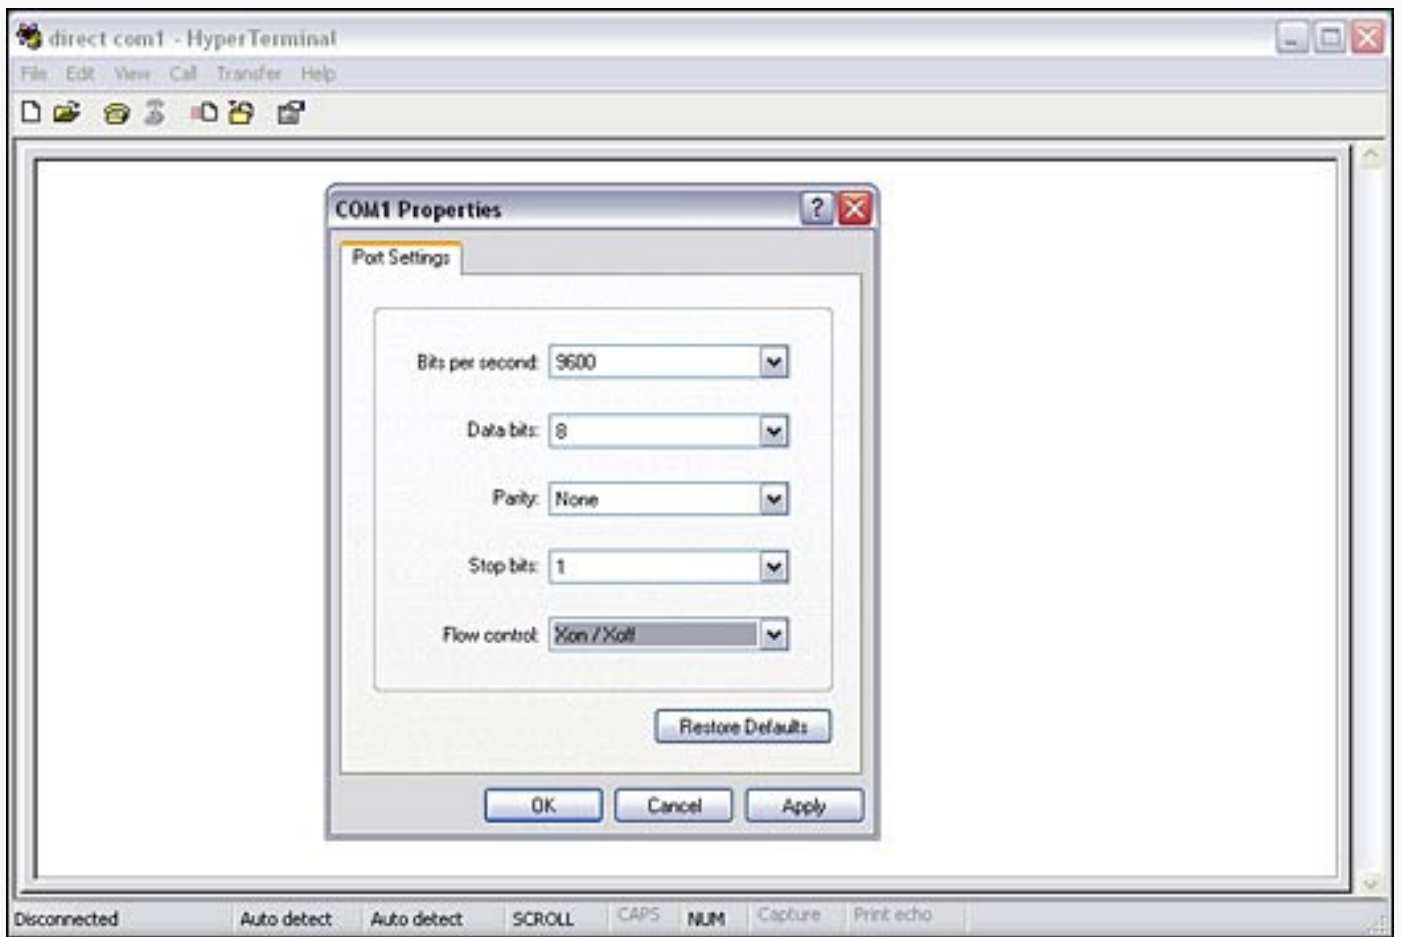 direct com1 - HyperTerminal
File Edit View Call Transfer Help
COM1 Properties
?
Port Settings
Bits per second: 9600
Data bits: 8
Parity: None
Stop bits: 1
Flow control: Xon / Xoff
Restore Defaults
OK Cancel Apply
Disconnected Auto detect Auto detect SCROLL CAPS NUM Capture Print echo